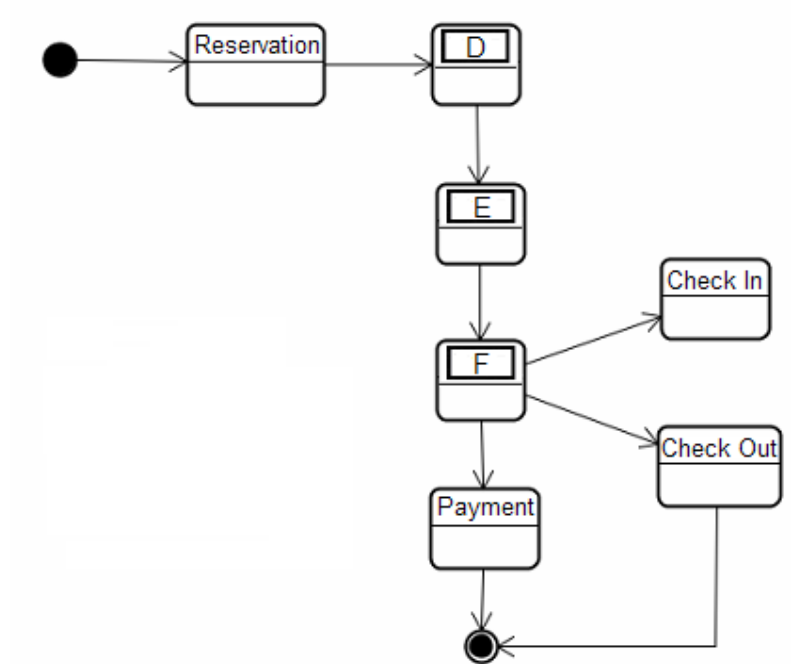 Reservation
D
E
Check In
F
Check Out
Payment